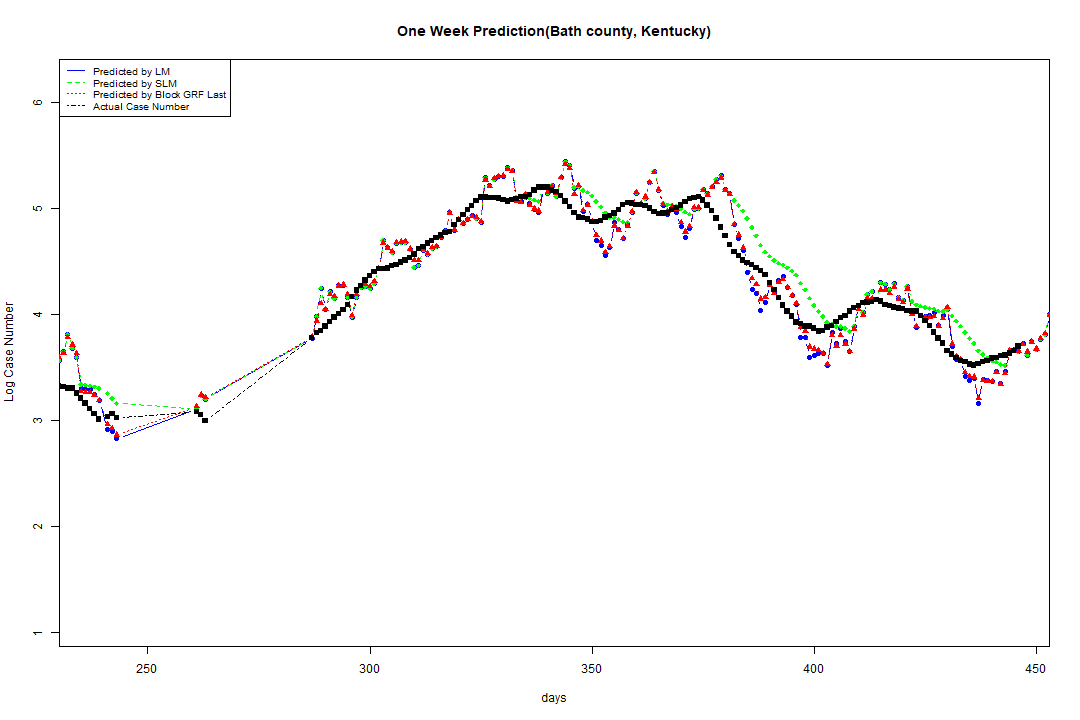 One Week Prediction(Bath county, Kentucky)
Predicted by LM
Predicted by SLM
Predicted by Block GRF Last
Actual Case Number
6
5
4
3
2
1
Log Case Number
250 300 350 400 450
days